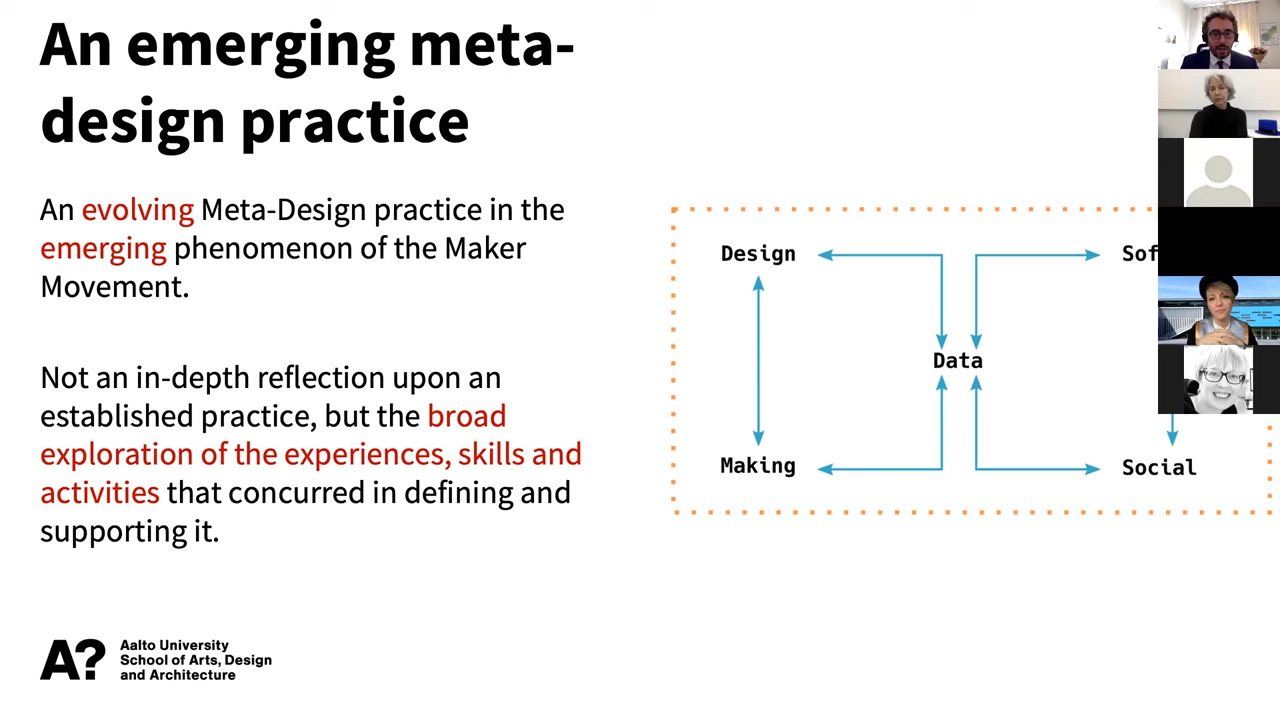 An emerging meta-
design practice
An evolving Meta-Design practice in the
emerging phenomenon of the Maker
Movement.
Not an in-depth reflection upon an
established practice, but the broad
exploration of the experiences, skills and
activities that concurred in defining and
supporting it.
Design
Sof
Data
Making
Social
A?
Aalto University
School of Arts, Design
and Architecture